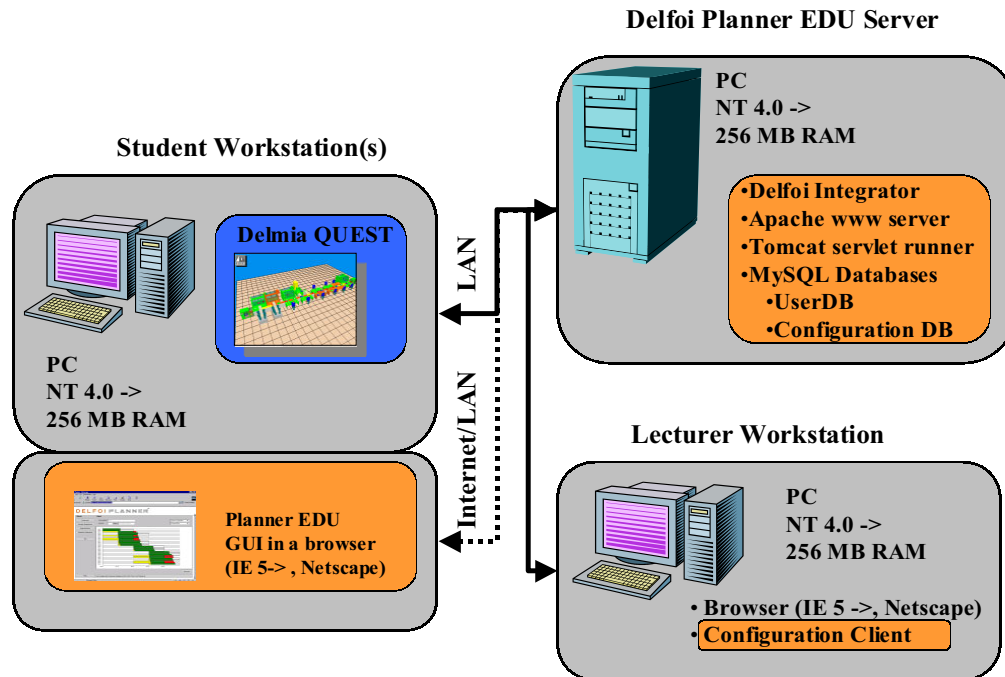 Delfoi Planner EDU Server
PC
NT 4.0 ->
256 MB RAM
•Delfoi Integrator
•Apache www server
•Tomcat servlet runner
•MySQL Databases
•UserDB
•Configuration DB
Student Workstation(s)
Delmia QUEST
PC
NT 4.0 ->
256 MB RAM
LAN
Internet/LAN
DELFOI PLANNER
Planner EDU
GUI in a browser
(IE 5-> , Netscape)
Lecturer Workstation
PC
NT 4.0 ->
256 MB RAM
• Browser (IE 5 ->, Netscape)
• Configuration Client